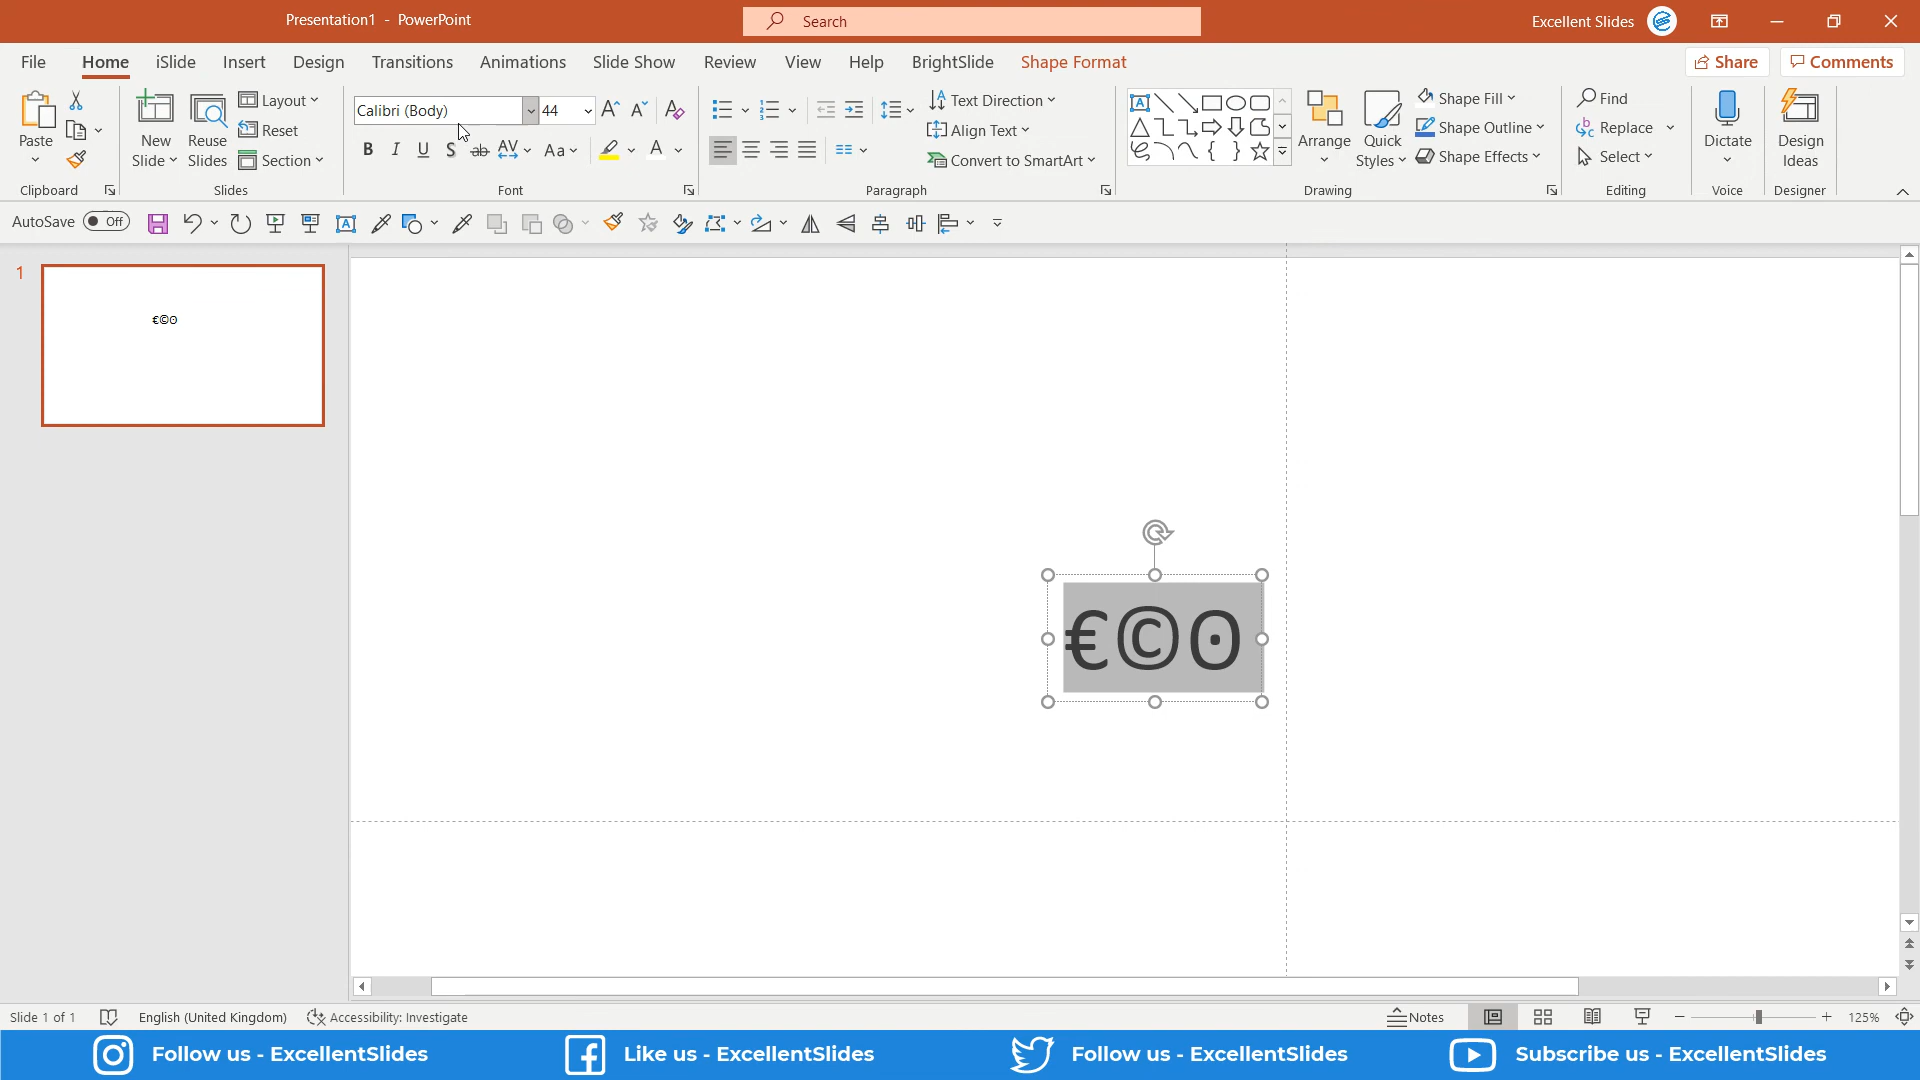 Presentation1 - PowerPoint
Search
Excellent Slides
File Home iSlide Insert Design Transitions Animations Slide Show Review View Help BrightSlide Shape Format
Share Comments
Paste
Clipboard
New
Slide
Reuse
Slides
Layout
Reset
Section
Slides
Calibri (Body) 44
B I U S ab AV Aa A
Font
Text Direction
Align Text
Convert to SmartArt
Paragraph
Arrange
Quick
Styles
Shape Fill
Shape Outline
Shape Effects
Drawing
Find
Replace
Select
Editing
Dictate
Voice
Design
Ideas
Designer
AutoSave Off
1
€©ʘ
€©ʘ
Slide 1 of 1 English (United Kingdom) Accessibility: Investigate Notes 125%
Follow us - ExcellentSlides Like us - ExcellentSlides Follow us - ExcellentSlides Subscribe us - ExcellentSlides